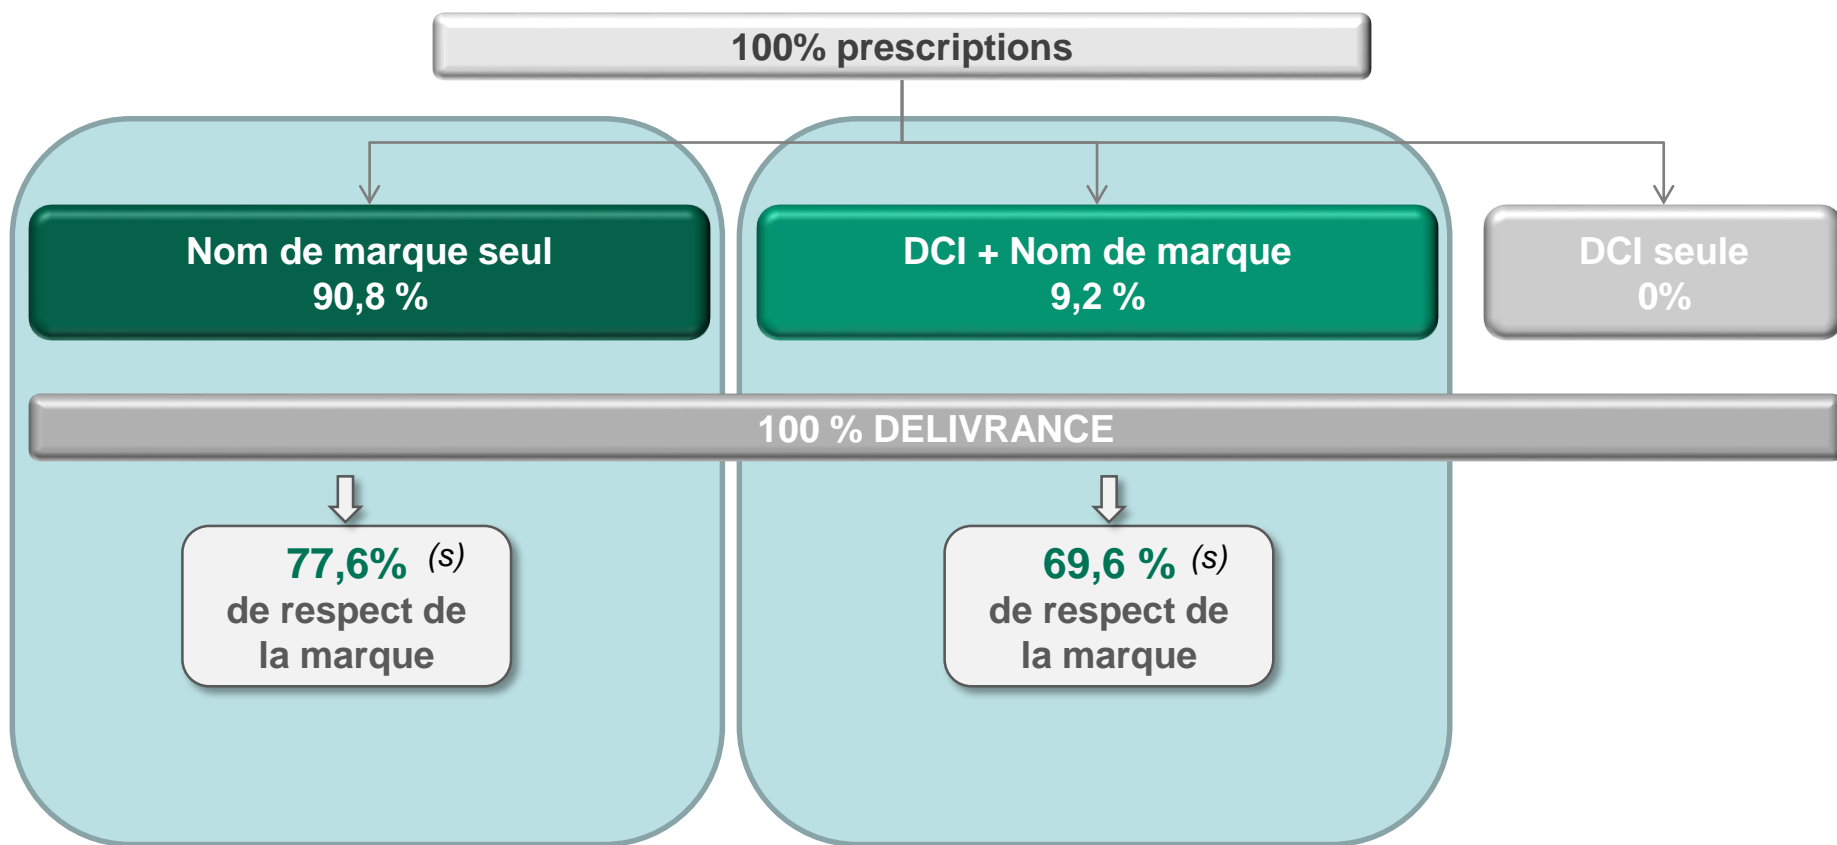 100% prescriptions
Nom de marque seul
90,8 %
DCI + Nom de marque
9,2 %
DCI seule
0%
100 % DELIVRANCE
77,6% (s)
de respect de
la marque
69,6 % (s)
de respect de
la marque